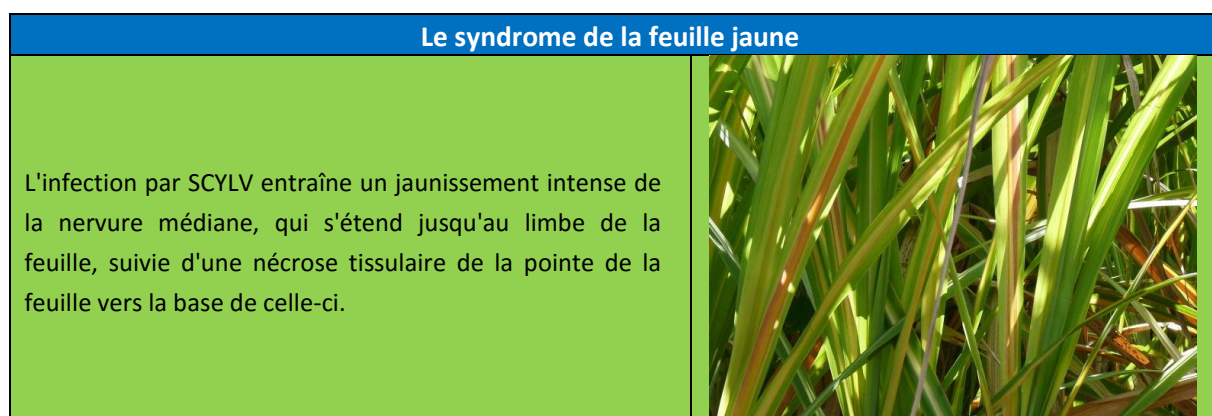 Le syndrome de la feuille jaune
L'infection par SCYLV entraîne un jaunissement intense de
la nervure médiane, qui s'étend jusqu'au limbe de la
feuille, suivie d'une nécrose tissulaire de la pointe de la
feuille vers la base de celle-ci.